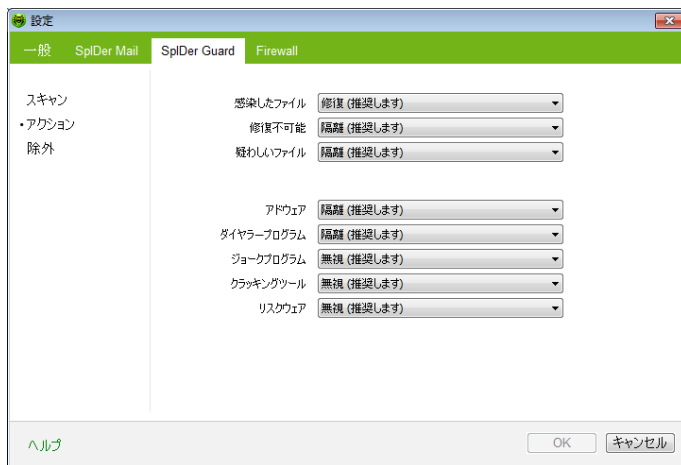 設定
一般 SpIDer Mail SpIDer Guard Firewall
スキャン
・アクション
除外
感染したファイル 修復 (推奨します)
修復不可能 隔離 (推奨します)
疑わしいファイル 隔離 (推奨します)
アドウェア 隔離 (推奨します)
ダイヤラープログラム 隔離 (推奨します)
ジョークプログラム 無視 (推奨します)
クラッキングツール 無視 (推奨します)
リスクウェア 無視 (推奨します)
ヘルプ OK キャンセル